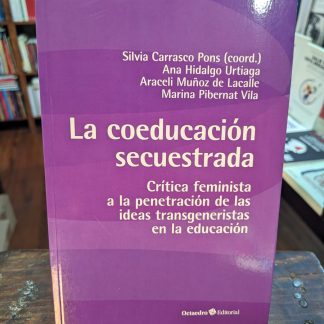 Silvia Carrasco Pons (coord.)
Ana Hidalgo Urtiaga
Araceli Muñoz de Lacalle
Marina Pibernat Vila
La coeducación
secuestrada
Crítica feminista
a la penetración de las
ideas transgeneristas
en la educación
Octaedro Editorial